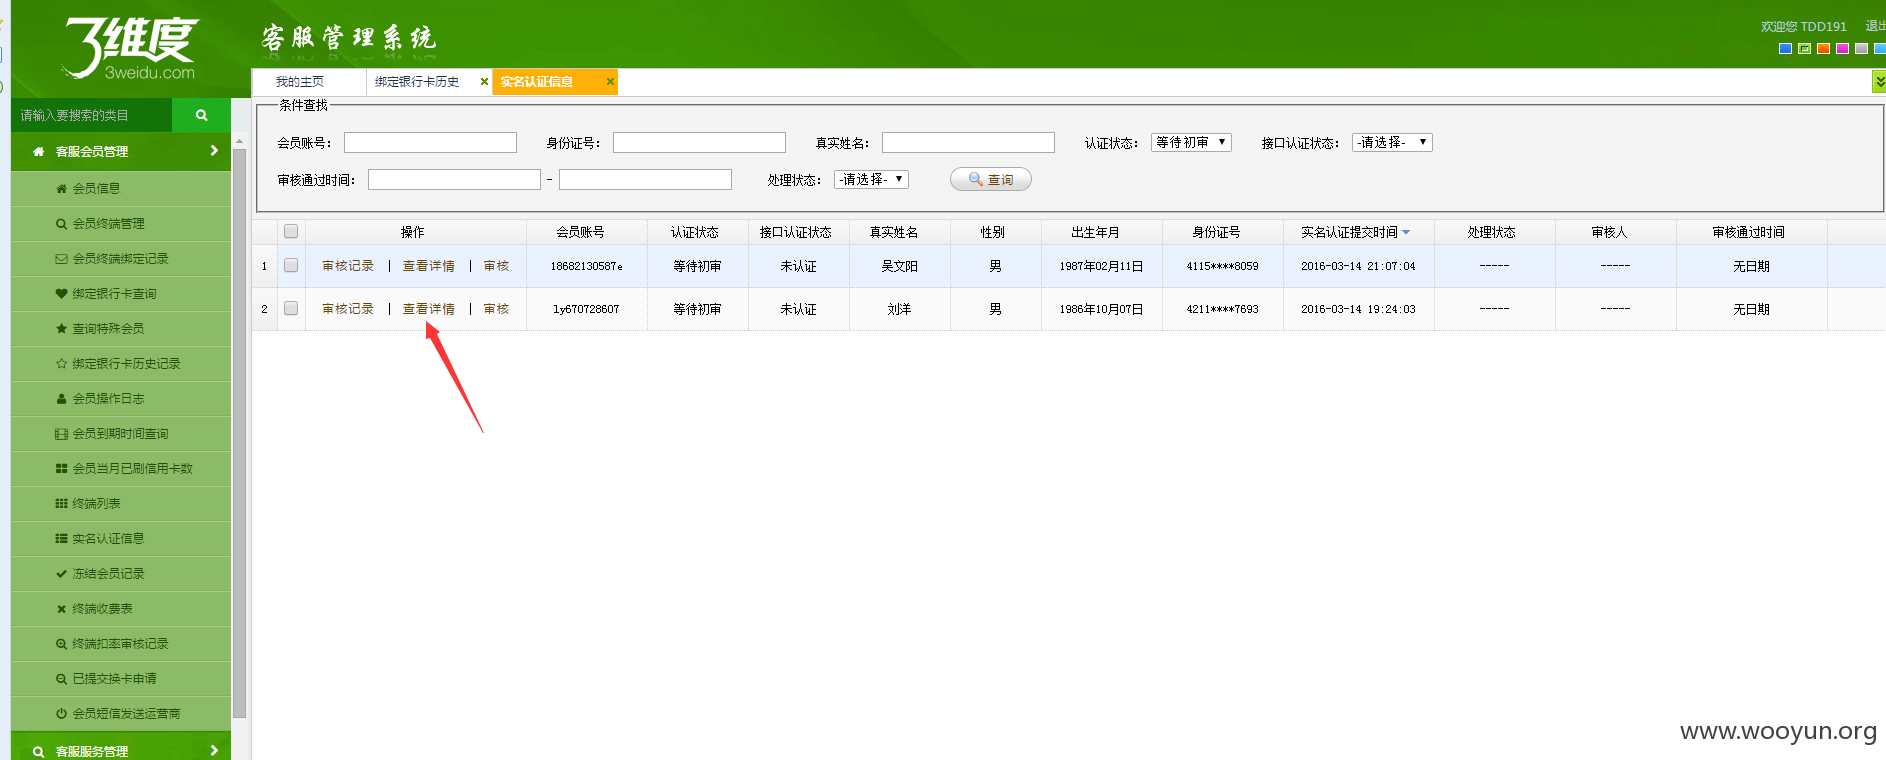 3维度
3weidu.com
客服管理系统
欢迎您 TDD191 退出
请输入要搜索的类目
我的主页 绑定银行卡历史 实名认证信息
客服会员管理
会员信息
会员终端管理
会员终端绑定记录
绑定银行卡查询
查询特殊会员
绑定银行卡历史记录
会员操作日志
会员到期时间查询
会员当月已刷信用卡数
终端列表
实名认证信息
冻结会员记录
终端收费表
终端扣率审核记录
已提交换卡申请
会员短信发送运营商
客服服务管理
条件查找
会员账号： 身份证号： 真实姓名： 认证状态： 等待初审 接口认证状态： -请选择-
审核通过时间： - 处理状态： -请选择- 查询
操作 会员账号 认证状态 接口认证状态 真实姓名 性别 出生年月 身份证号 实名认证提交时间 处理状态 审核人 审核通过时间
1 审核记录 | 查看详情 | 审核 18682130587e 等待初审 未认证 吴文阳 男 1987年02月11日 4115****8059 2016-03-14 21:07:04 ----- ----- 无日期
2 审核记录 | 查看详情 | 审核 ly670728607 等待初审 未认证 刘洋 男 1986年10月07日 4211****7693 2016-03-14 19:24:03 ----- ----- 无日期
www.wooyun.org